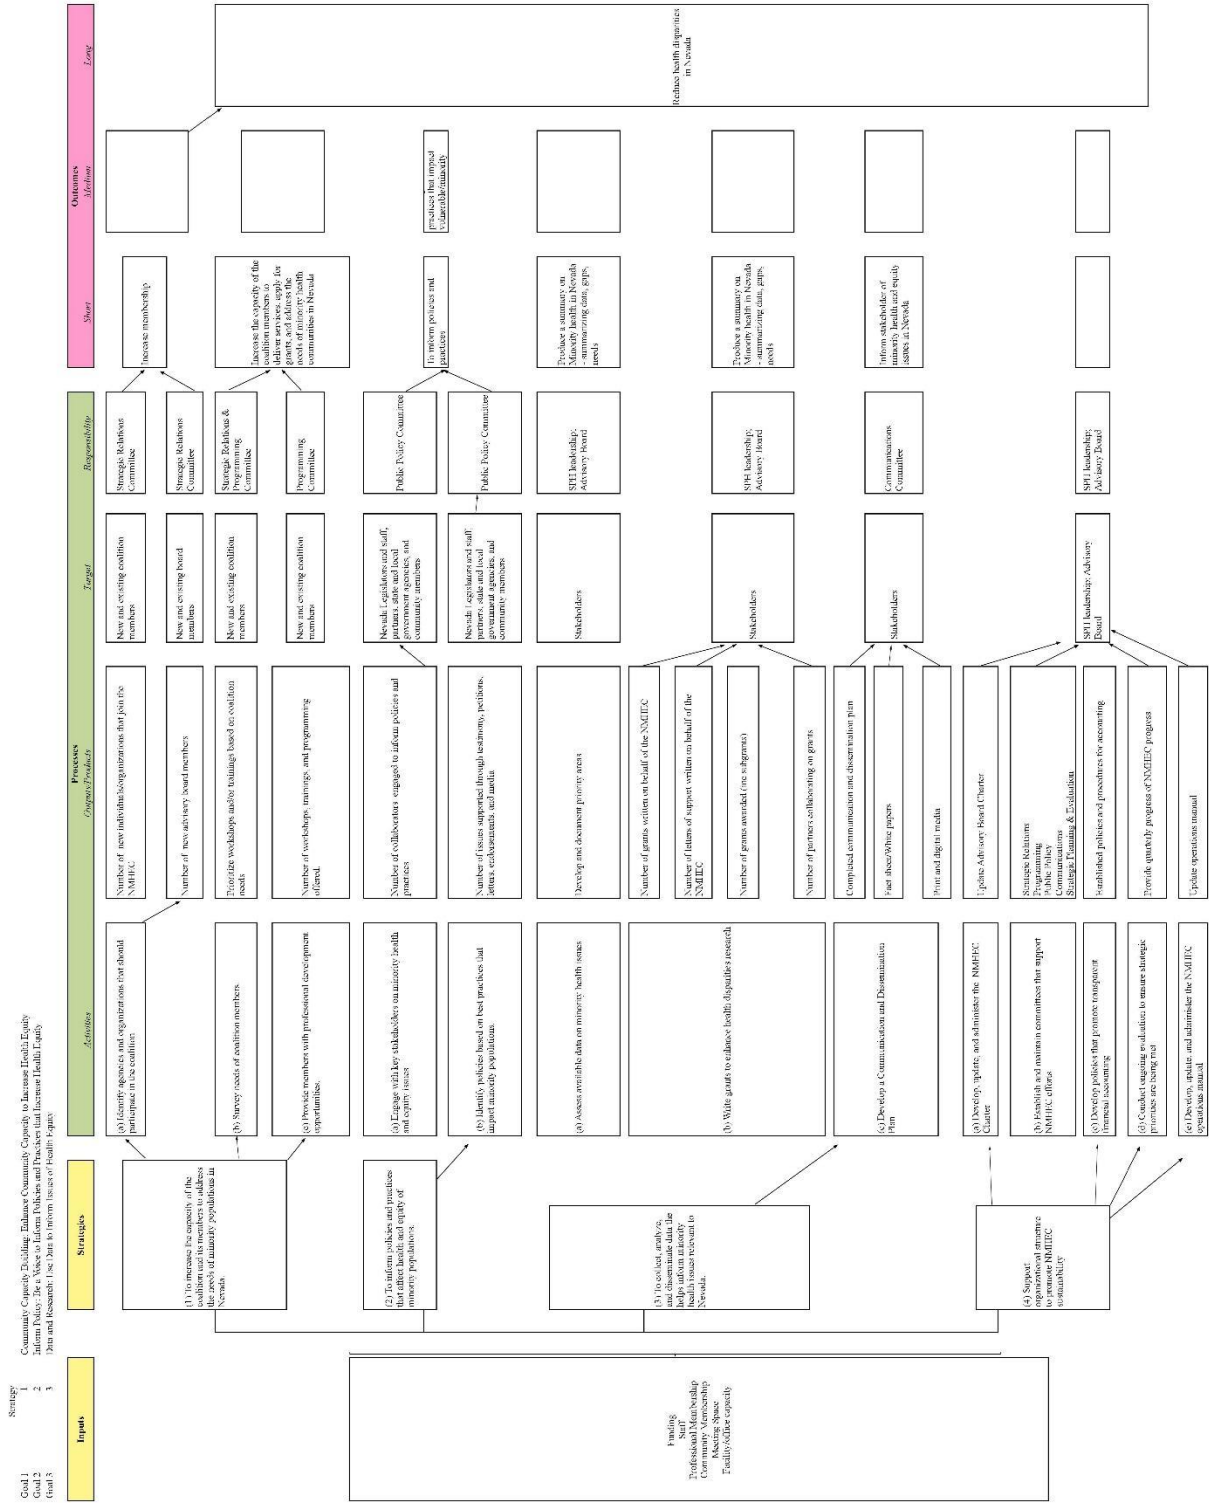 Strategy
Goal 1 1 Community Capacity Building: Enhance Community Capacity to Increase Health Equity
Goal 2 2 Inform Policy: Be a Voice to Inform Policies and Practices that Increase Health Equity
Goal 3 3 Data and Research: Use Data to Inform Issues of Health Equity
Inputs
Strategies
Processes
Outcomes
Activities
Outputs/Products
Target
Responsibility
Short
Medium
Long
Funding
Staff
Professional Membership
Community Membership
Meeting Space
Facility/office capacity
(1) To increase the capacity of the
coalition and its members to address
the needs of minority populations in
Nevada.
(2) To inform policies and practices
that affect health and equity of
minority populations.
(3) To collect, analyze,
and disseminate data the
helps inform minority
health issues relevant to
Nevada.
(4) Support
organizational structure
to promote NMHEC
sustainability
(a) Identify agencies and organizations that should
participate in the coalition
(b) Survey needs of coalition members.
(c) Provide members with professional development
opportunities.
(a) Engage with key stakeholders on minority health
and equity issues
(b) Identify policies based on best practices that
impact minority populations.
(a) Assess available data on minority health issues
(b) Write grants to enhance health disparities research
(c) Develop a Communication and Dissemination
Plan
(a) Develop, update, and administer the NMHEC
Charter
(b) Establish and maintain committees that support
NMHEC efforts
(c) Develop policies that promote transparent
financial accounting
(d) Conduct ongoing evaluation to ensure strategic
priorities are being met
(e) Develop, update, and administer the NMHEC
operations manual
Number of new individuals/organizations that join the
NMHEC
Number of new advisory board members
Prioritize workshops and/or trainings based on coalition
needs
Number of workshops, trainings, and programming
offered.
Number of collaborators engaged to inform policies and
practices
Number of issues supported through testimony, petitions,
letters, endorsements, and media
Develop and document priority areas
Number of grants written on behalf of the NMHEC
Number of letters of support written on behalf of the
NMHEC
Number of grants awarded (inc subgrants)
Number of partners collaborating on grants
Completed communication and dissemination plan
Fact sheet/White papers
Print and digital media
Update Advisory Board Charter
Strategic Relations
Programming
Public Policy
Communications
Strategic Planning & Evaluation
Established policies and procedures for accounting
Provide quarterly progress of NMHEC progress
Update operations manual
New and existing coalition
members
New and existing board
members
New and existing coalition
members
New and existing coalition
members
Nevada Legislators and staff,
partners, state and local
government agencies, and
community members
Nevada Legislators and staff,
partners, state and local
government agencies, and
community members
Stakeholders
Stakeholders
Stakeholders
SPH leadership; Advisory
Board
Strategic Relations
Committee
Strategic Relations
Committee
Strategic Relations &
Programming
Committee
Programming
Committee
Public Policy Committee
Public Policy Committee
SPH leadership;
Advisory Board
SPH leadership;
Advisory Board
Communications
Committee
SPH leadership;
Advisory Board
Increase membership
Increase the capacity of the
coalition members to
deliver services, apply for
grants, and address the
needs of minority health
communities in Nevada
To inform policies and
practices
Produce a summary on
Minority health in Nevada
- summarizing data, gaps,
needs
Produce a summary on
Minority health in Nevada
- summarizing data, gaps,
needs
Inform stakeholder of
minority health and equity
issues in Nevada
practices that impact
vulnerable/minority
Reduce health disparities
in Nevada